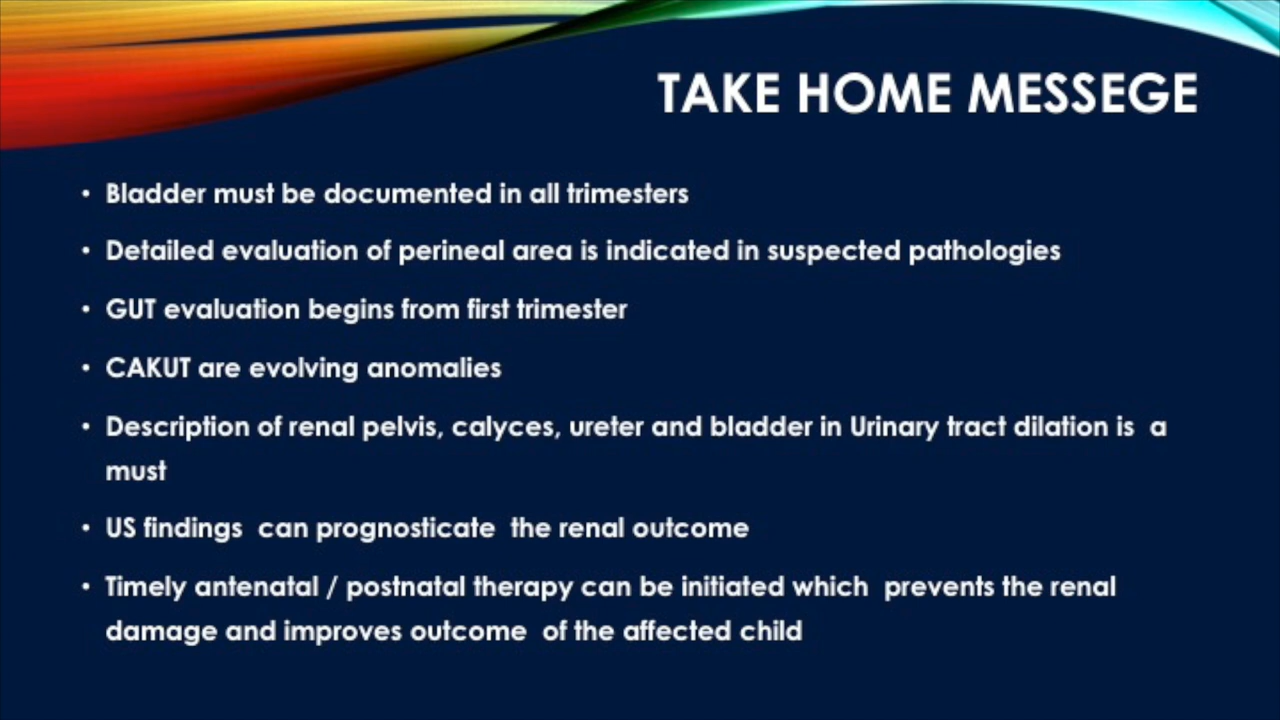 TAKE HOME MESSEGE
• Bladder must be documented in all trimesters
• Detailed evaluation of perineal area is indicated in suspected pathologies
• GUT evaluation begins from first trimester
• CAKUT are evolving anomalies
• Description of renal pelvis, calyces, ureter and bladder in Urinary tract dilation is  a
must
• US findings  can prognosticate  the renal outcome
• Timely antenatal / postnatal therapy can be initiated which  prevents the renal
damage and improves outcome  of the affected child